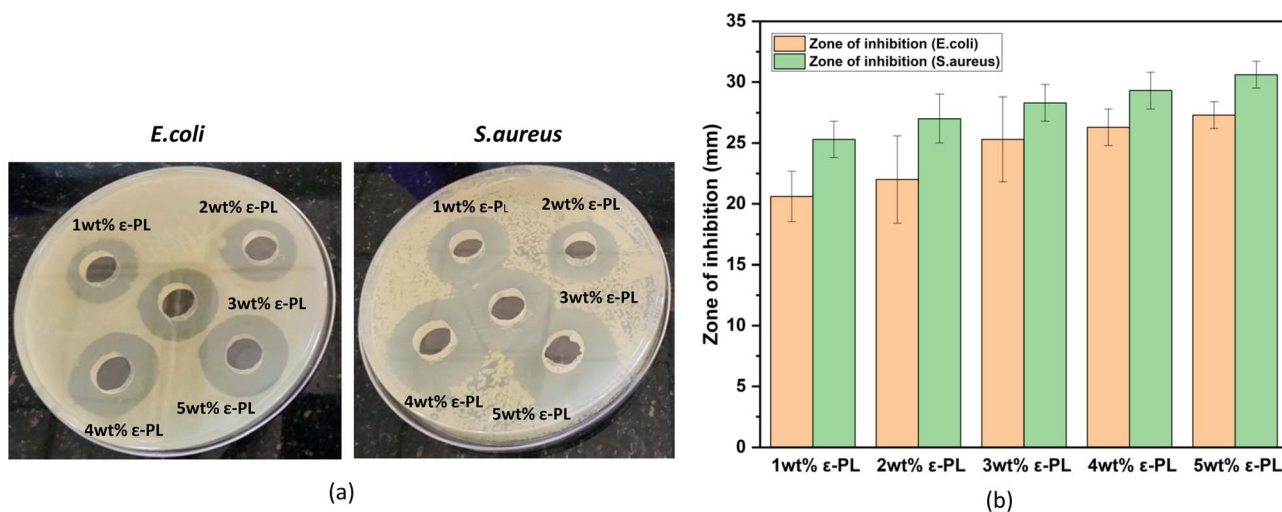 E.coli
S.aureus
1wt% ε-PL
2wt% ε-PL
3wt% ε-PL
4wt% ε-PL
5wt% ε-PL
1wt% ε-PL
2wt% ε-PL
3wt% ε-PL
4wt% ε-PL
5wt% ε-PL
(a)
Zone of inhibition (E.coli)
Zone of inhibition (S.aureus)
Zone of inhibition (mm)
35
30
25
20
15
10
5
0
1wt% ε-PL 2wt% ε-PL 3wt% ε-PL 4wt% ε-PL 5wt% ε-PL
(b)